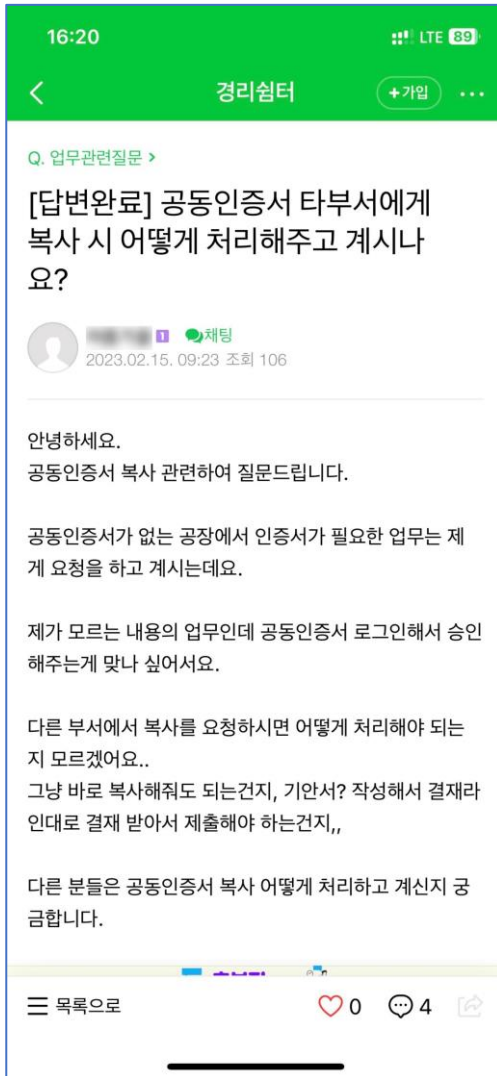 16:20
LTE 89
경리쉼터
+가입
Q. 업무관련질문 >
[답변완료] 공동인증서 타부서에게
복사 시 어떻게 처리해주고 계시나
요?
1 채팅
2023.02.15. 09:23 조회 106
안녕하세요.
공동인증서 복사 관련하여 질문드립니다.
공동인증서가 없는 공장에서 인증서가 필요한 업무는 제
게 요청을 하고 계시는데요.
제가 모르는 내용의 업무인데 공동인증서 로그인해서 승인
해주는게 맞나 싶어서요.
다른 부서에서 복사를 요청하시면 어떻게 처리해야 되는
지 모르겠어요..
그냥 바로 복사해줘도 되는건지, 기안서? 작성해서 결재라
인대로 결재 받아서 제출해야 하는건지,,
다른 분들은 공동인증서 복사 어떻게 처리하고 계신지 궁
금합니다.
목록으로
0
4